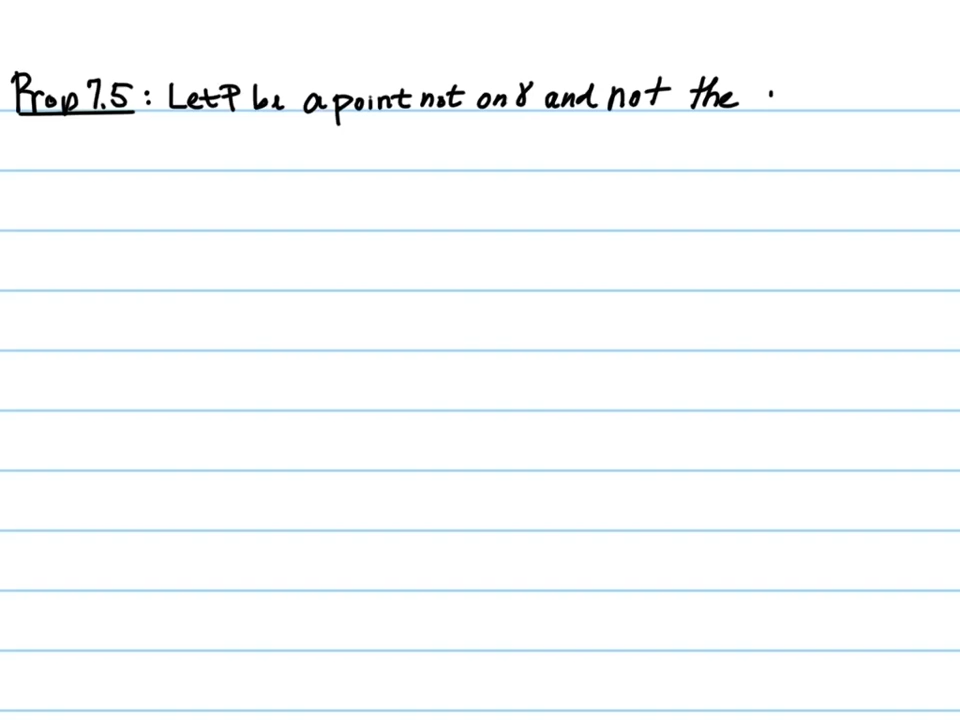 Prop 7.5 : Let P be a point not on γ and not the